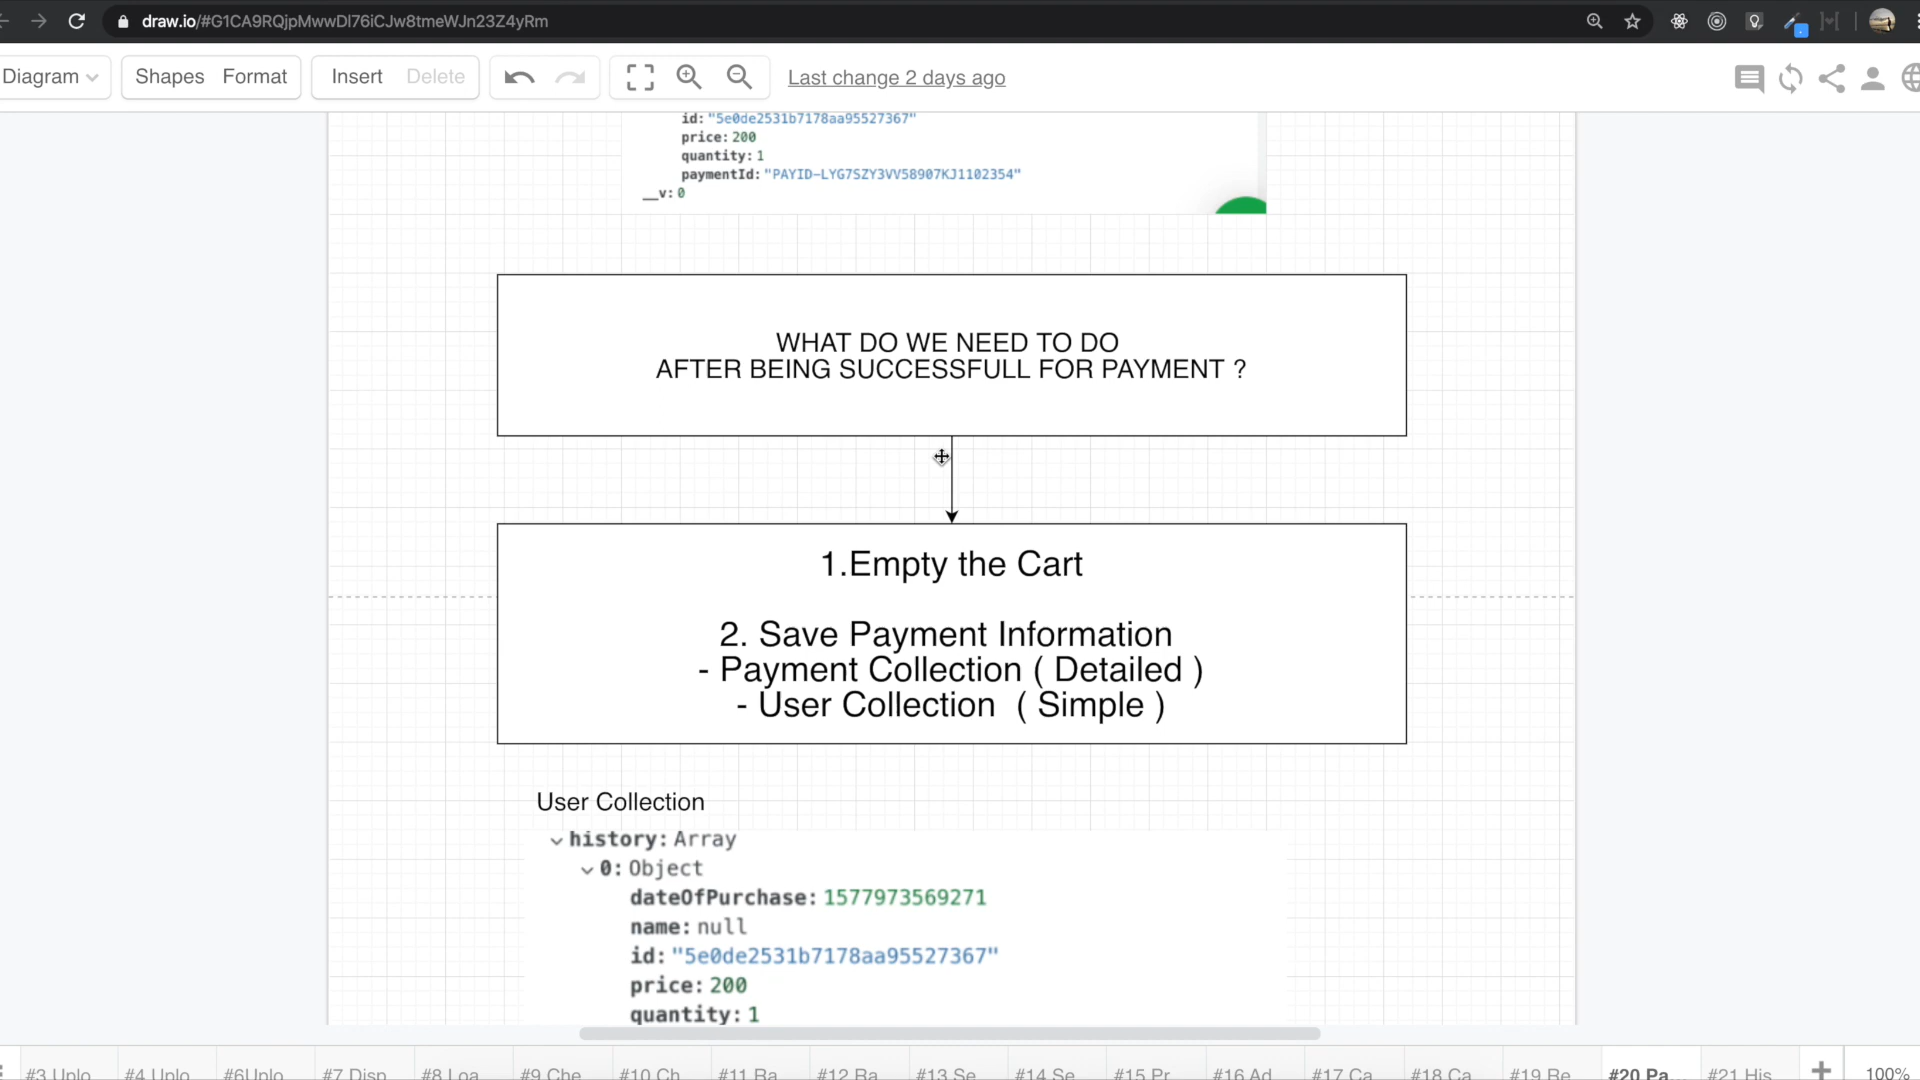 draw.io/#G1CA9RQjpMwwDl76iCJw8tmeWJn23Z4yRm
Diagram Shapes Format Insert Delete Last change 2 days ago
id: "5e0de2531b7178aa95527367"
price: 200
quantity: 1
paymentId: "PAYID-LYG7SZY3VV58907KJ1102354"
__v: 0
WHAT DO WE NEED TO DO
AFTER BEING SUCCESSFULL FOR PAYMENT ?
1.Empty the Cart
2. Save Payment Information
- Payment Collection ( Detailed )
- User Collection ( Simple )
User Collection
history: Array
0: Object
dateOfPurchase: 1577973569271
name: null
id: "5e0de2531b7178aa95527367"
price: 200
quantity: 1
#3 Uplo #4 Uplo #6Uplo #7 Disp #8 Loa #9 Che #10 Ch #11 Ra #12 Ra #13 Se #14 Se #15 Pr #16 Ad #17 Ca #18 Ca #19 Re #20 Pa... #21 His 100%